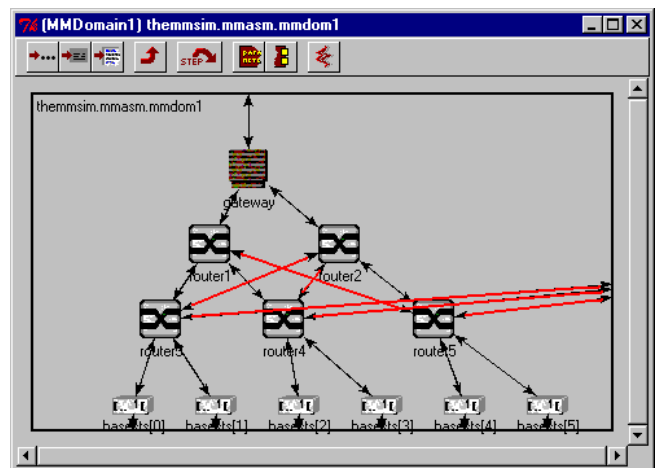 (MMDomain1) themmsim.mmasm.mmdom1
STEP
themmsim.mmasm.mmdom1
gateway
router1 router2
router3 router4 router5
basests[0] basests[1] basests[2] basests[3] basests[4] basests[5]